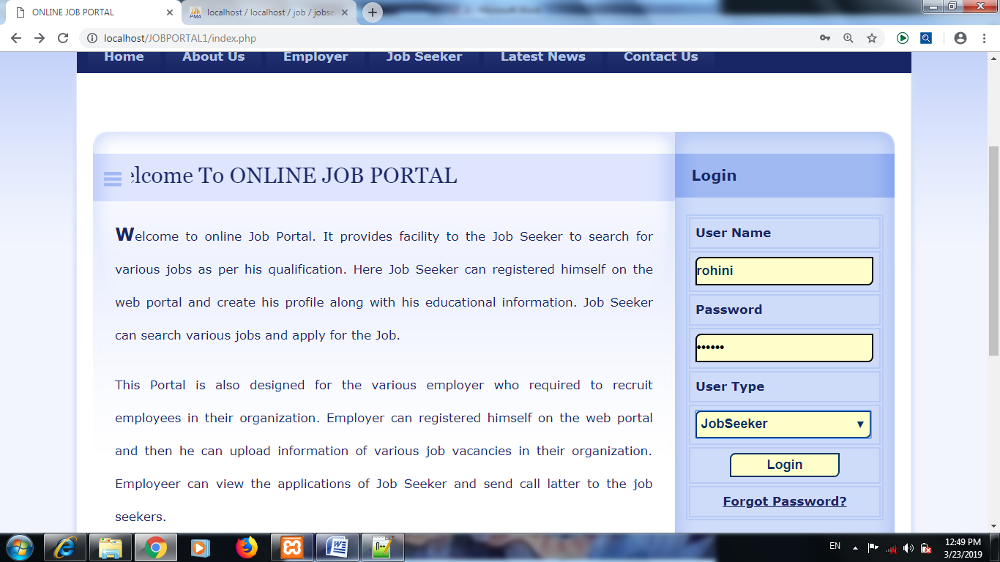 ONLINE JOB PORTAL
localhost / localhost / job / jobse
localhost/JOBPORTAL1/index.php
Home About Us Employer Job Seeker Latest News Contact Us
elcome To ONLINE JOB PORTAL
Welcome to online Job Portal. It provides facility to the Job Seeker to search for
various jobs as per his qualification. Here Job Seeker can registered himself on the
web portal and create his profile along with his educational information. Job Seeker
can search various jobs and apply for the Job.
This Portal is also designed for the various employer who required to recruit
employees in their organization. Employer can registered himself on the web portal
and then he can upload information of various job vacancies in their organization.
Employeer can view the applications of Job Seeker and send call latter to the job
seekers.
Login
User Name
rohini
Password
••••••
User Type
JobSeeker
Login
Forgot Password?
EN
12:49 PM
3/23/2019